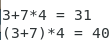 3+7*4 = 31
(3+7)*4 = 40